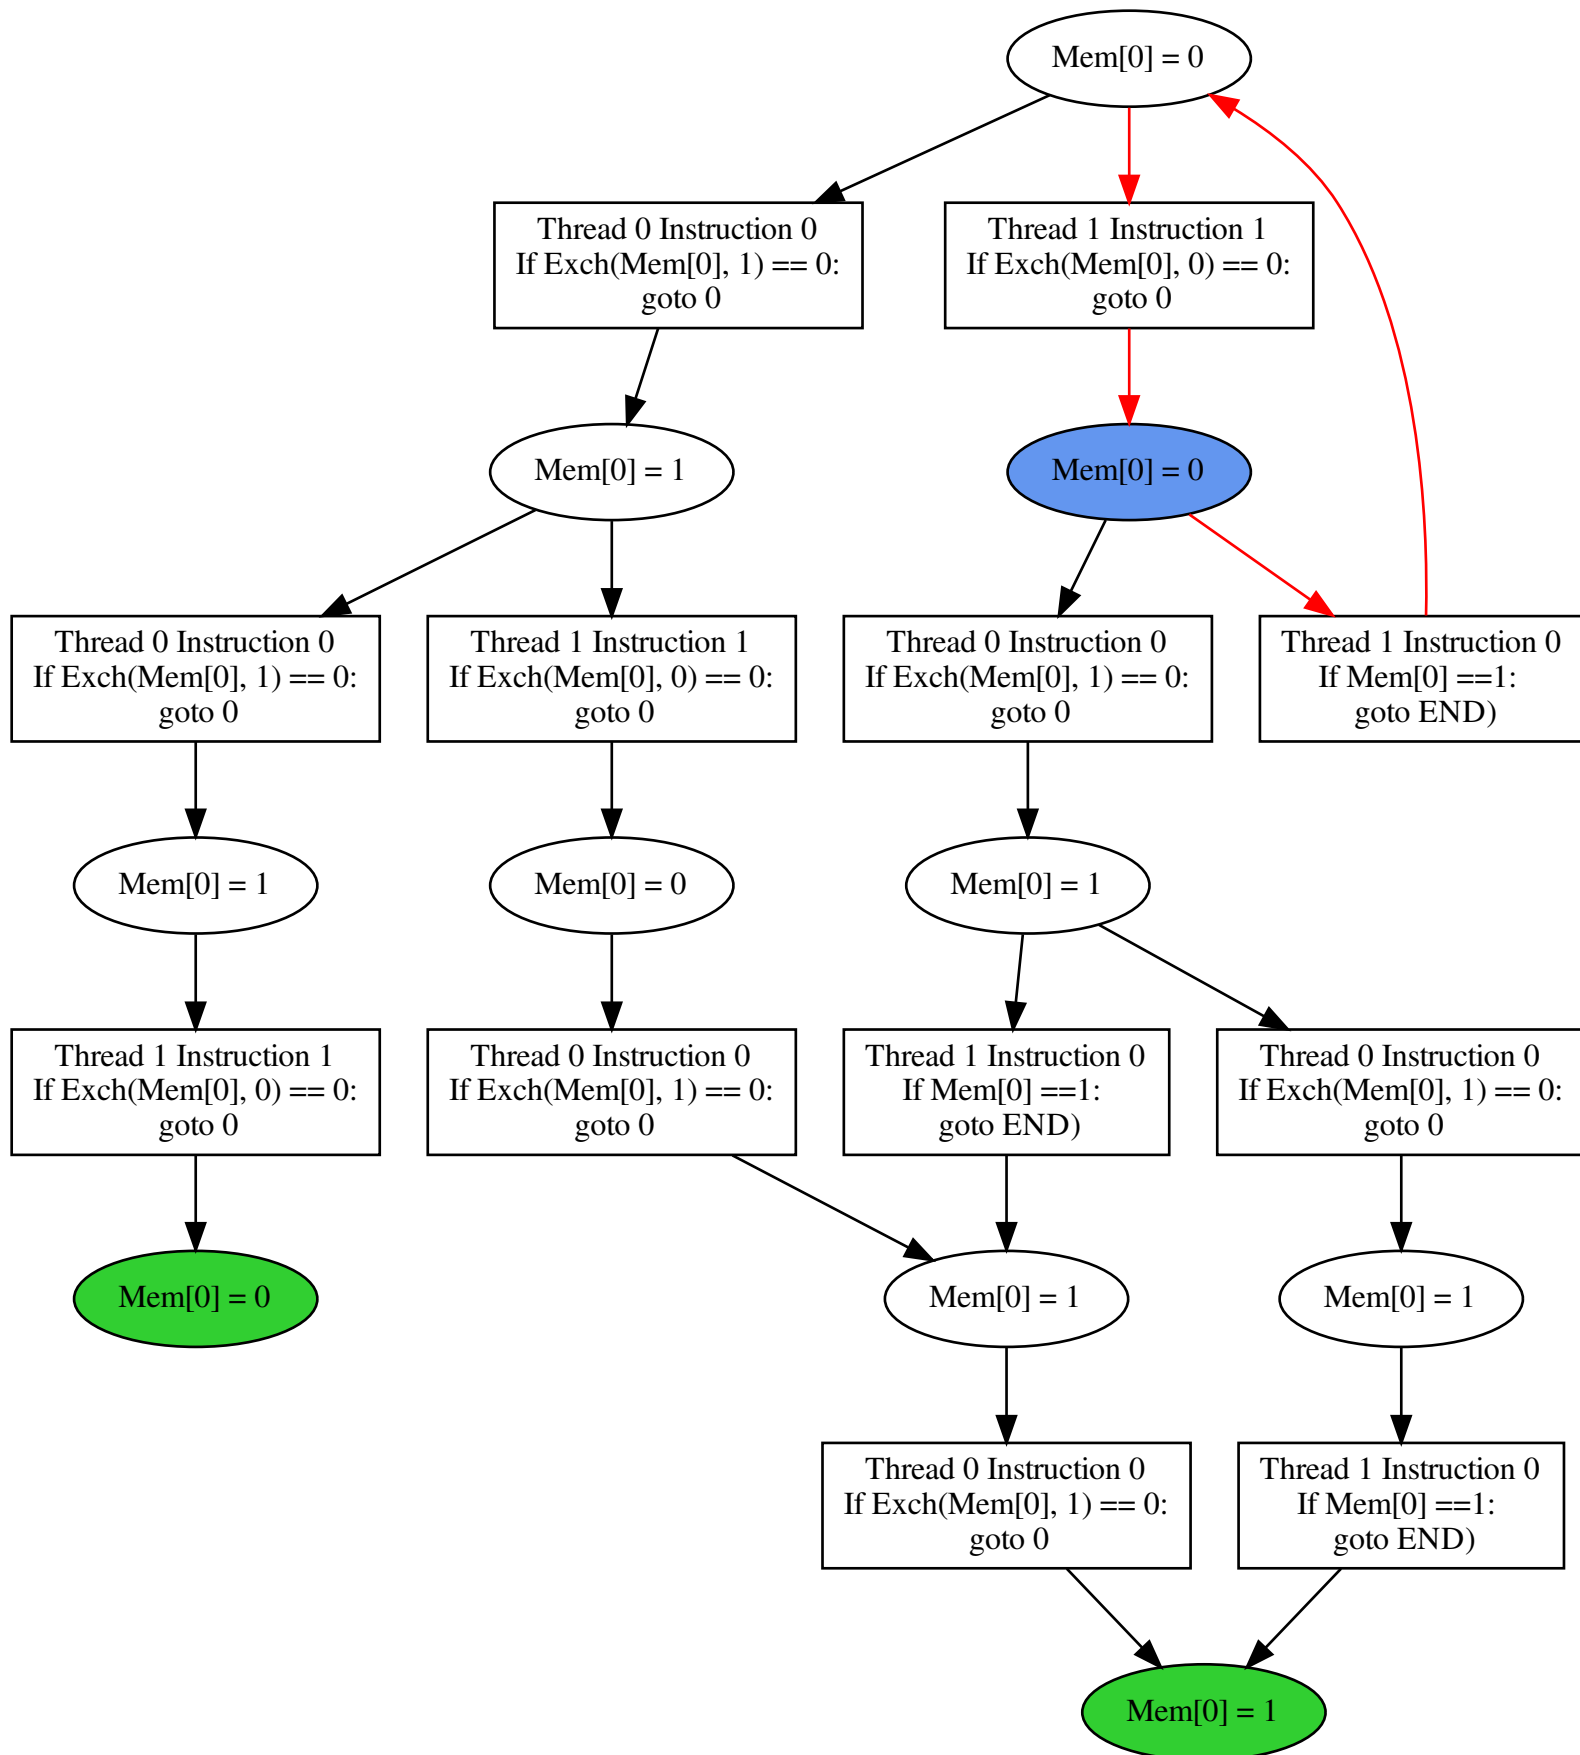 Mem[0] = 0
Thread 0 Instruction 0
If Exch(Mem[0], 1) == 0:
goto 0
Thread 1 Instruction 1
If Exch(Mem[0], 0) == 0:
goto 0
Mem[0] = 1
Mem[0] = 0
Thread 0 Instruction 0
If Exch(Mem[0], 1) == 0:
goto 0
Thread 1 Instruction 1
If Exch(Mem[0], 0) == 0:
goto 0
Thread 0 Instruction 0
If Exch(Mem[0], 1) == 0:
goto 0
Thread 1 Instruction 0
If Mem[0] ==1:
goto END)
Mem[0] = 1
Mem[0] = 0
Mem[0] = 1
Thread 1 Instruction 1
If Exch(Mem[0], 0) == 0:
goto 0
Thread 0 Instruction 0
If Exch(Mem[0], 1) == 0:
goto 0
Thread 1 Instruction 0
If Mem[0] ==1:
goto END)
Thread 0 Instruction 0
If Exch(Mem[0], 1) == 0:
goto 0
Mem[0] = 0
Mem[0] = 1
Mem[0] = 1
Thread 0 Instruction 0
If Exch(Mem[0], 1) == 0:
goto 0
Thread 1 Instruction 0
If Mem[0] ==1:
goto END)
Mem[0] = 1